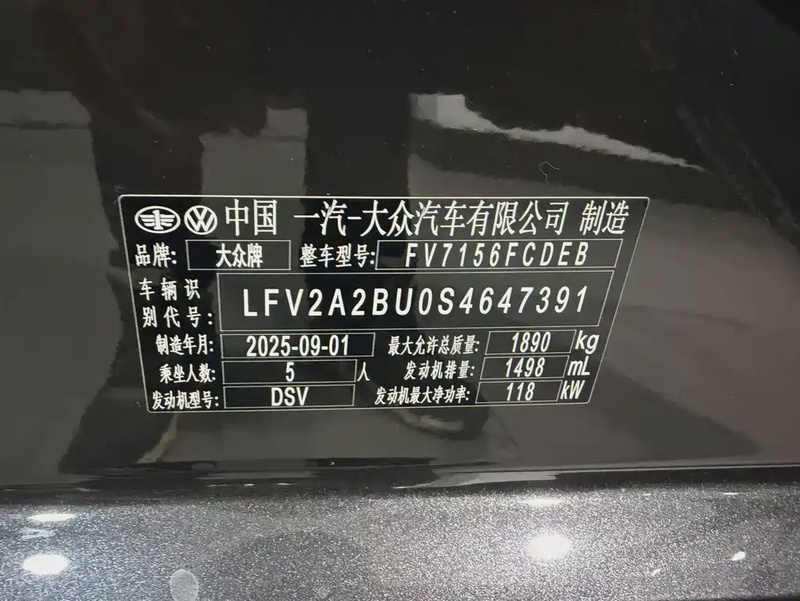 中国 一汽-大众汽车有限公司 制造
品牌: 大众牌 整车型号: FV7156FCDEB
车辆识别代号: LFV2A2BU0S4647391
制造年月: 2025-09-01 最大允许总质量: 1890 kg
乘坐人数: 5 人 发动机排量: 1498 mL
发动机型号: DSV 发动机最大净功率: 118 kW